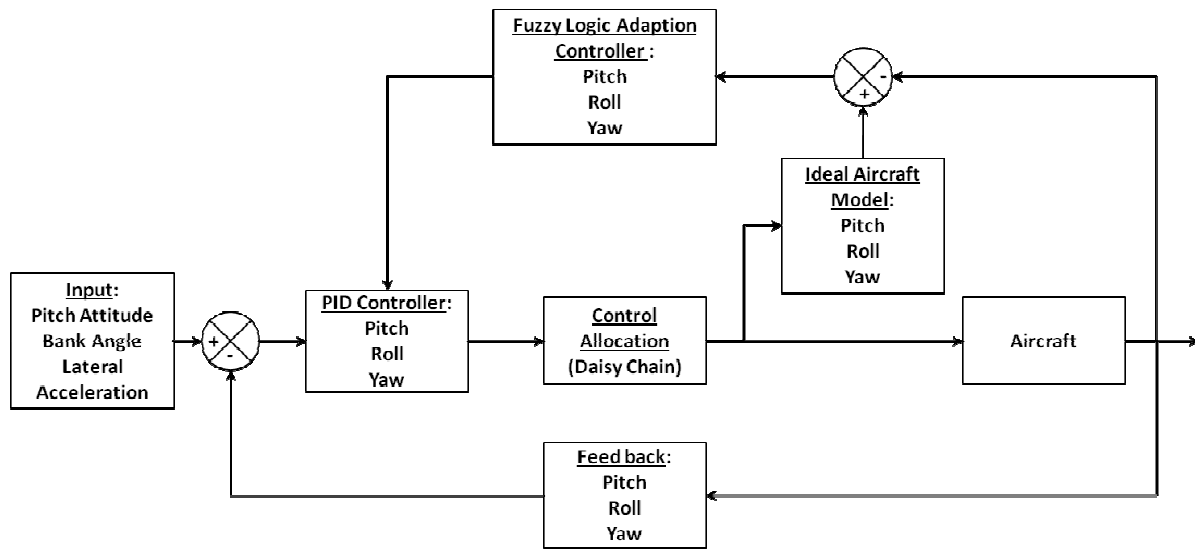 Fuzzy Logic Adaption
Controller :
Pitch
Roll
Yaw
-
+
Ideal Aircraft
Model:
Pitch
Roll
Yaw
Input:
Pitch Attitude
Bank Angle
Lateral
Acceleration
+
-
PID Controller:
Pitch
Roll
Yaw
Control
Allocation
(Daisy Chain)
Aircraft
Feed back:
Pitch
Roll
Yaw